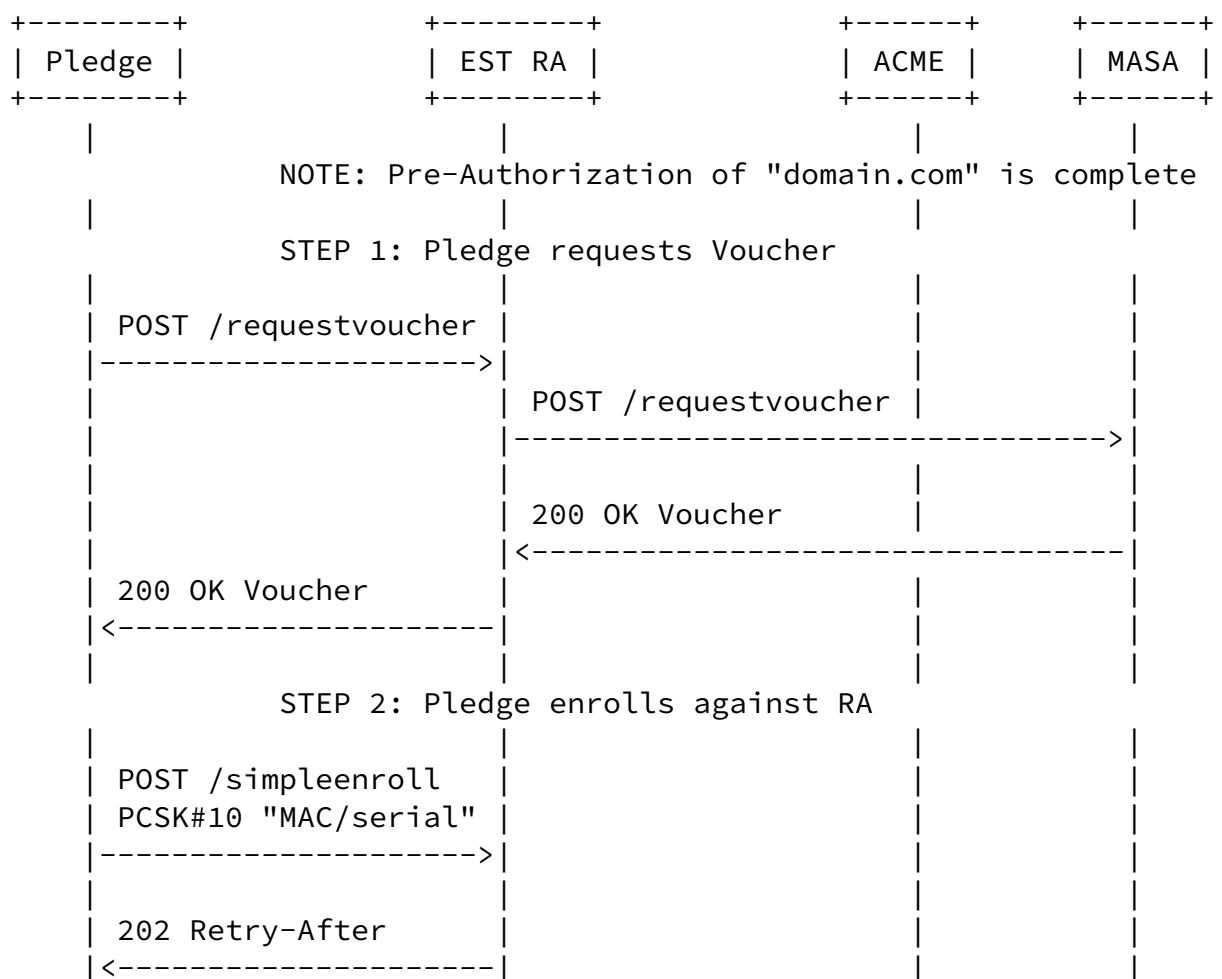 Pledge EST RA ACME MASA
NOTE: Pre-Authorization of "domain.com" is complete
STEP 1: Pledge requests Voucher
POST /requestvoucher
POST /requestvoucher
200 OK Voucher
200 OK Voucher
STEP 2: Pledge enrolls against RA
POST /simpleenroll
PCSK#10 "MAC/serial"
202 Retry-After